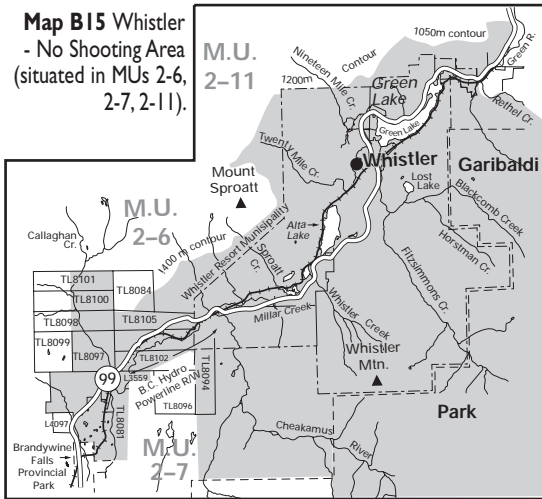 Map B15 Whistler
- No Shooting Area
(situated in MUs 2-6,
2-7, 2-11).
M.U.
2–11
1050m contour
Green R.
Contour
1200m
Nineteen Mile Cr.
Green
Lake
Green Lake
Rethel Cr.
Twenty Mile Cr.
Whistler
Garibaldi
Lost
Lake
Blackcomb Creek
Horstman Cr.
Fitzsimmons Cr.
Mount
Sproatt
M.U.
2–6
Callaghan
Cr.
1400 m contour
Whistler Resort Municipality
Alta
Lake
Sproatt
Cr.
TL8101
TL8100
TL8084
TL8098
TL8105
TL8099
TL8097
TL8102
TL8094
Millar Creek
Whistler Creek
Whistler
Mtn.
99
L3559
B.C. Hydro
Powerline R/W
TL8096
L4097
TL8081
Park
Cheakamus
River
Brandywine
Falls
Provincial
Park
M.U.
2–7